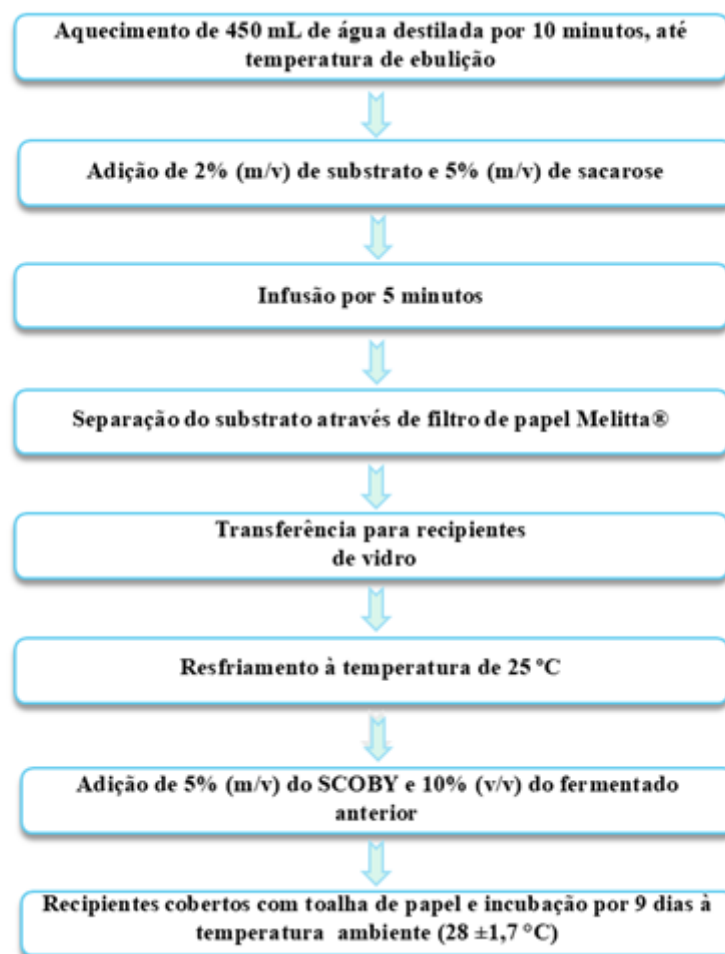 Aquecimento de 450 mL de água destilada por 10 minutos, até
temperatura de ebulição
Adição de 2% (m/v) de substrato e 5% (m/v) de sacarose
Infusão por 5 minutos
Separação do substrato através de filtro de papel Melitta®
Transferência para recipientes
de vidro
Resfriamento à temperatura de 25 ºC
Adição de 5% (m/v) do SCOBY e 10% (v/v) do fermentado
anterior
Recipientes cobertos com toalha de papel e incubação por 9 dias à
temperatura ambiente (28 ±1,7 °C)